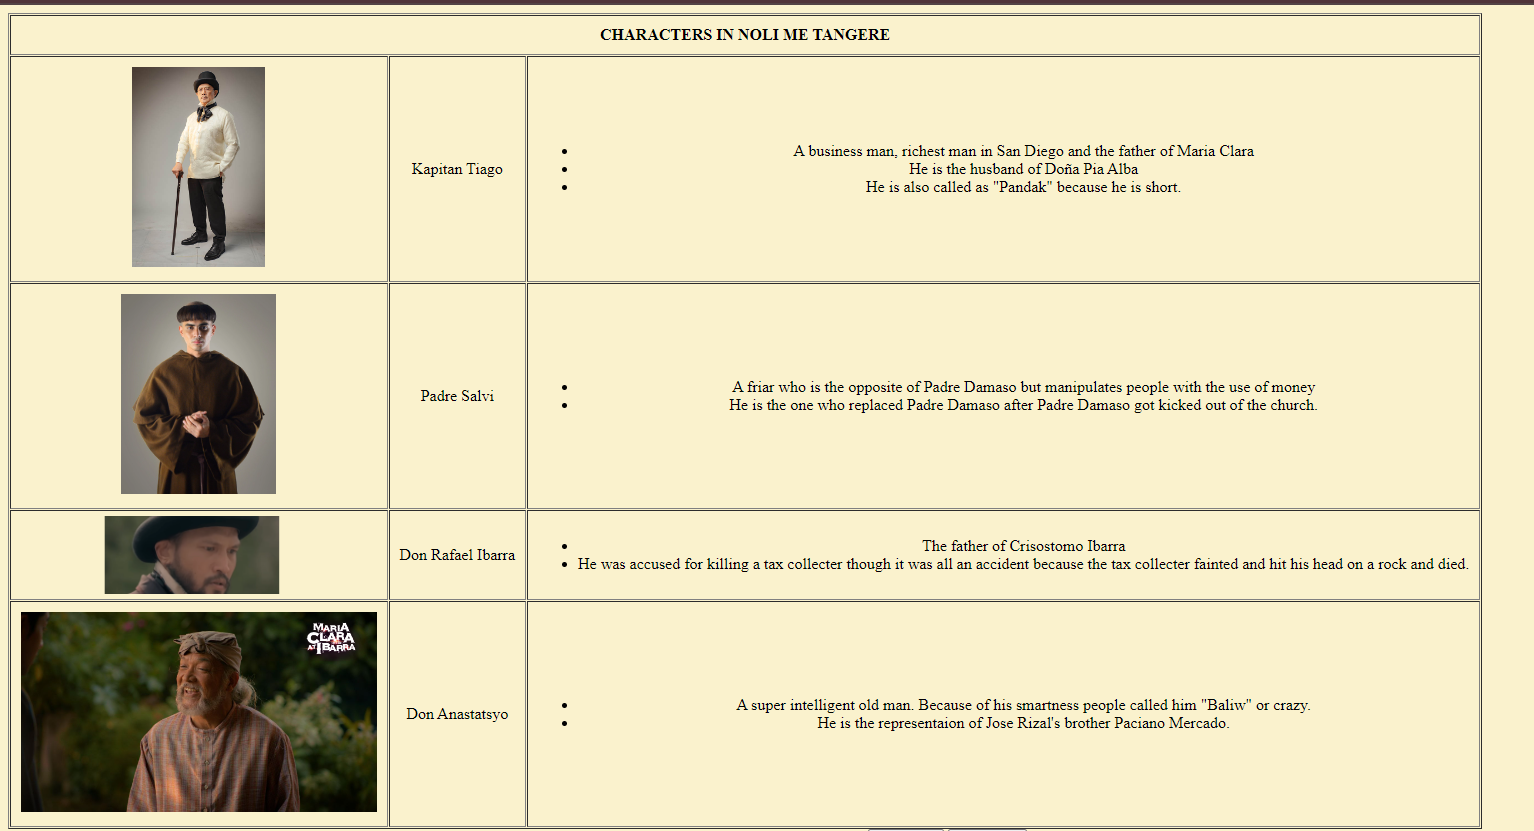 CHARACTERS IN NOLI ME TANGERE
Kapitan Tiago
A business man, richest man in San Diego and the father of Maria Clara
He is the husband of Doña Pia Alba
He is also called as "Pandak" because he is short.
Padre Salvi
A friar who is the opposite of Padre Damaso but manipulates people with the use of money
He is the one who replaced Padre Damaso after Padre Damaso got kicked out of the church.
Don Rafael Ibarra
The father of Crisostomo Ibarra
He was accused for killing a tax collecter though it was all an accident because the tax collecter fainted and hit his head on a rock and died.
MARIA
CLARA
AT IBARRA
Don Anastatsyo
A super intelligent old man. Because of his smartness people called him "Baliw" or crazy.
He is the representaion of Jose Rizal's brother Paciano Mercado.